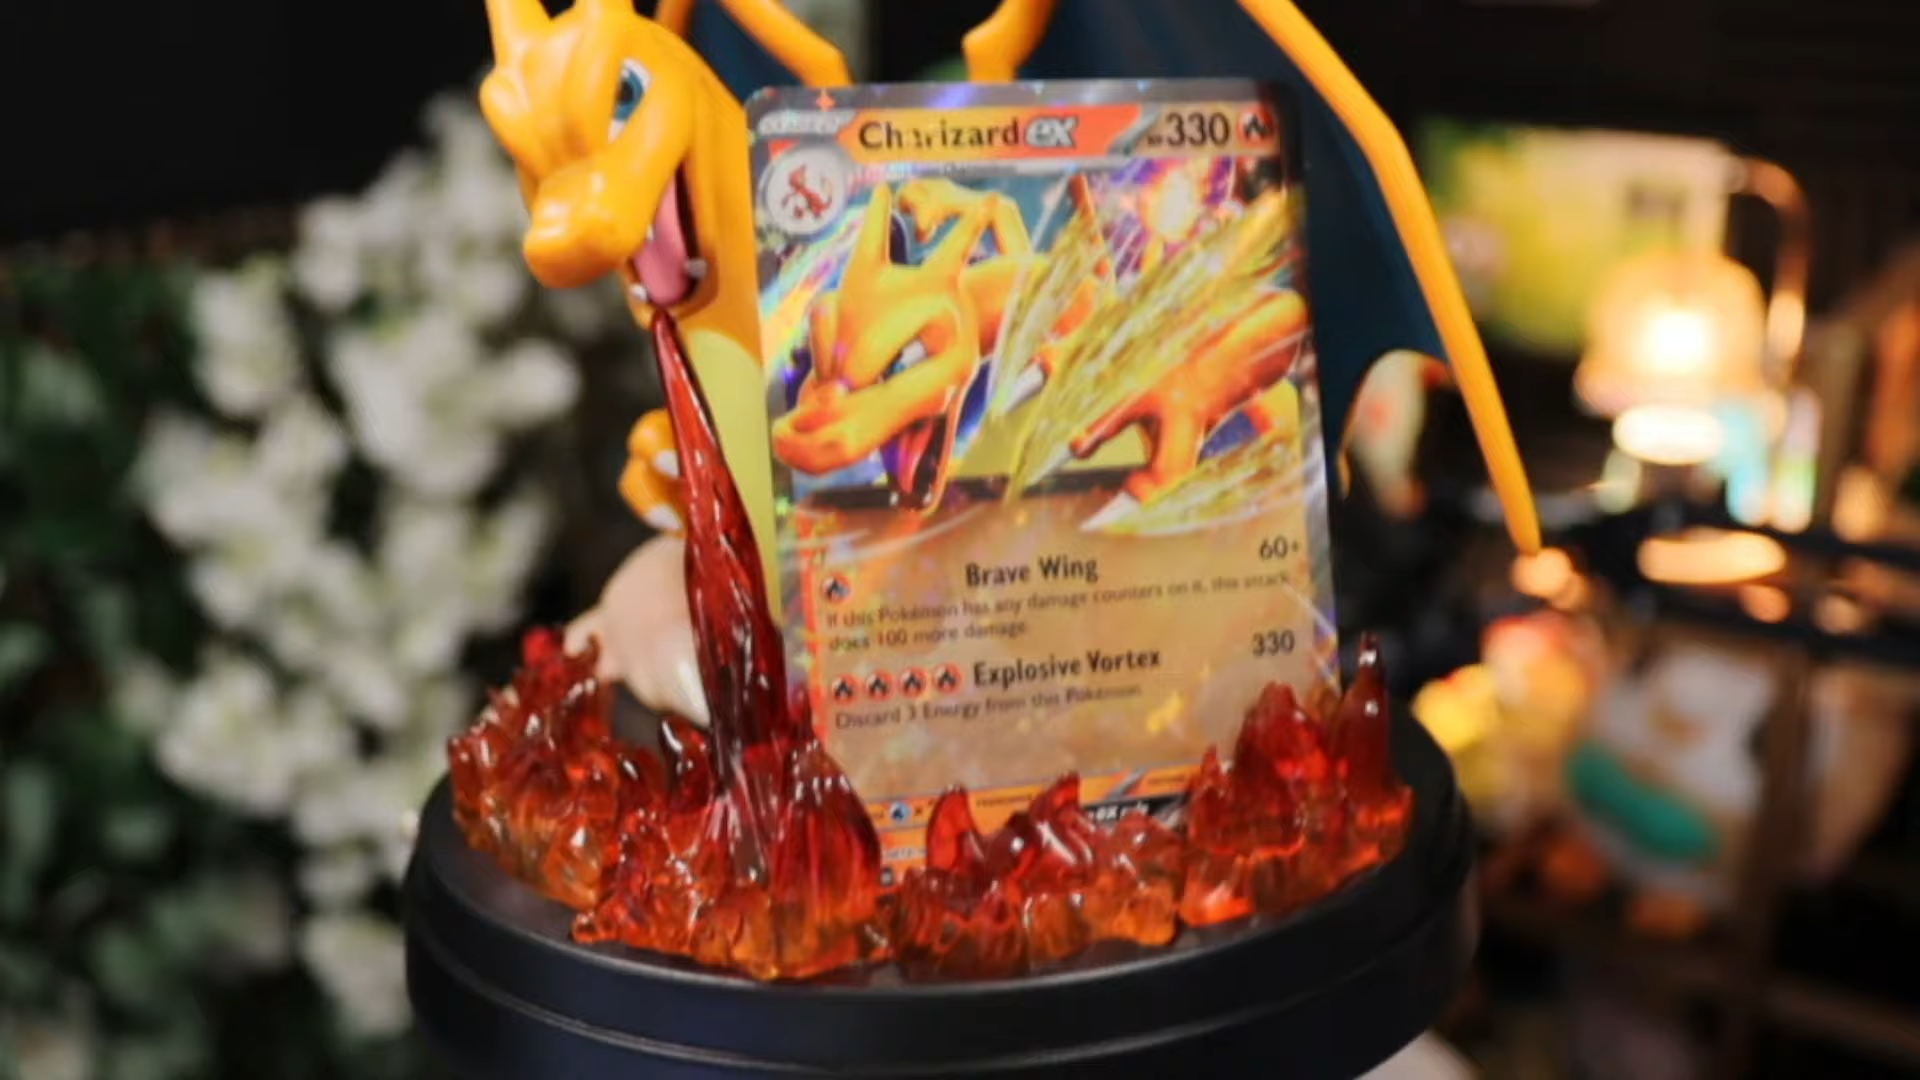 Charizard ex 330
Brave Wing 60+
If this Pokémon has any damage counters on it, this attack
does 100 more damage.
Explosive Vortex 330
Discard 3 Energy from this Pokémon.